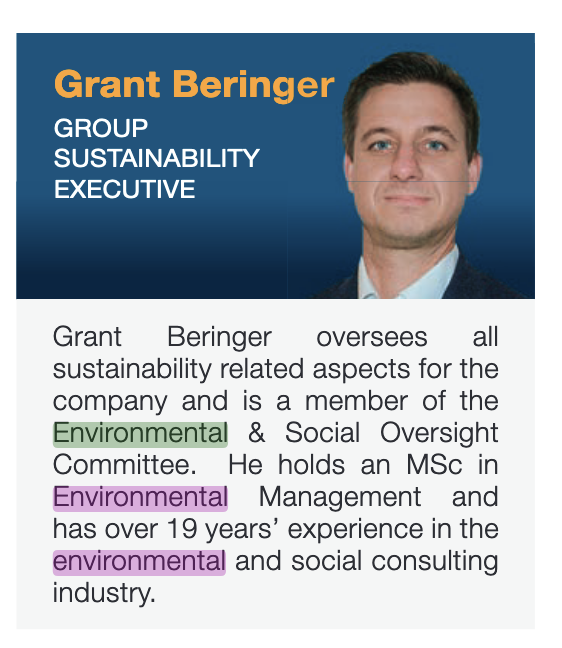 Grant Beringer
GROUP
SUSTAINABILITY
EXECUTIVE
Grant Beringer oversees all
sustainability related aspects for the
company and is a member of the
Environmental & Social Oversight
Committee. He holds an MSc in
Environmental Management and
has over 19 years’ experience in the
environmental and social consulting
industry.